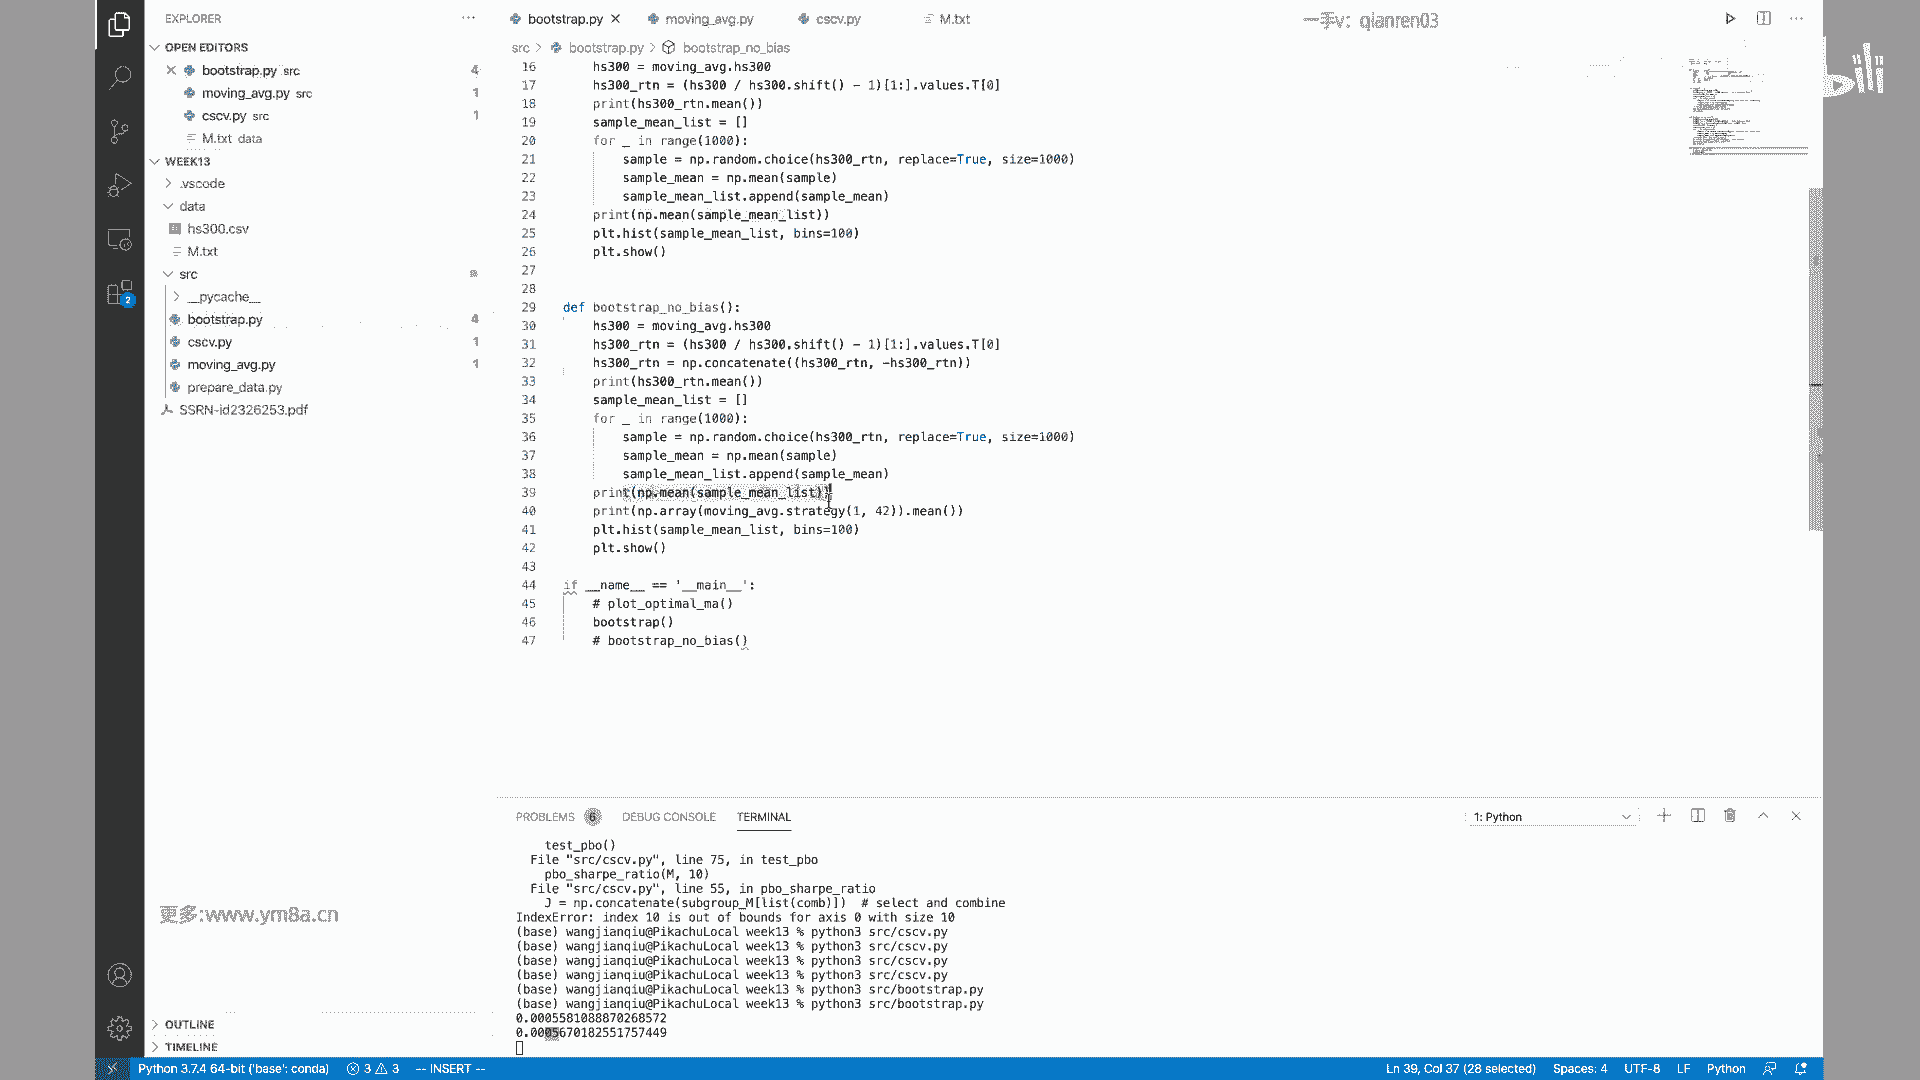 EXPLORER
OPEN EDITORS
bootstrap.py src 4
moving_avg.py src 1
cscv.py src 1
M.txt data
WEEK13
.vscode
data
hs300.csv
M.txt
src
__pycache__
bootstrap.py 4
cscv.py 1
moving_avg.py 1
prepare_data.py
SSRN-id2326253.pdf
更多:www.ym8a.cn
OUTLINE
TIMELINE
bootstrap.py moving_avg.py cscv.py M.txt
一手v: qianren03
bili
src > bootstrap.py > bootstrap_no_bias
16 hs300 = moving_avg.hs300
17 hs300_rtn = (hs300 / hs300.shift() - 1)[1:].values.T[0]
18 print(hs300_rtn.mean())
19 sample_mean_list = []
20 for _ in range(1000):
21 sample = np.random.choice(hs300_rtn, replace=True, size=1000)
22 sample_mean = np.mean(sample)
23 sample_mean_list.append(sample_mean)
24 print(np.mean(sample_mean_list))
25 plt.hist(sample_mean_list, bins=100)
26 plt.show()
27
28
29 def bootstrap_no_bias():
30 hs300 = moving_avg.hs300
31 hs300_rtn = (hs300 / hs300.shift() - 1)[1:].values.T[0]
32 hs300_rtn = np.concatenate((hs300_rtn, -hs300_rtn))
33 print(hs300_rtn.mean())
34 sample_mean_list = []
35 for _ in range(1000):
36 sample = np.random.choice(hs300_rtn, replace=True, size=1000)
37 sample_mean = np.mean(sample)
38 sample_mean_list.append(sample_mean)
39 print(np.mean(sample_mean_list))
40 print(np.array(moving_avg.strategy(1, 42)).mean())
41 plt.hist(sample_mean_list, bins=100)
42 plt.show()
43
44 if __name__ == '__main__':
45 # plot_optimal_ma()
46 bootstrap()
47 # bootstrap_no_bias()
PROBLEMS 6 DEBUG CONSOLE TERMINAL 1: Python
test_pbo()
File "src/cscv.py", line 75, in test_pbo
pbo_sharpe_ratio(M, 10)
File "src/cscv.py", line 55, in pbo_sharpe_ratio
J = np.concatenate(subgroup_M[list(comb)]) # select and combine
IndexError: index 10 is out of bounds for axis 0 with size 10
(base) wangjianqiu@PikachuLocal week13 % python3 src/cscv.py
(base) wangjianqiu@PikachuLocal week13 % python3 src/cscv.py
(base) wangjianqiu@PikachuLocal week13 % python3 src/cscv.py
(base) wangjianqiu@PikachuLocal week13 % python3 src/cscv.py
(base) wangjianqiu@PikachuLocal week13 % python3 src/bootstrap.py
(base) wangjianqiu@PikachuLocal week13 % python3 src/bootstrap.py
0.0005581088870268572
0.0005670182551757449
2
Python 3.7.4 64-bit ('base': conda) 3 3 -- INSERT -- Ln 39, Col 37 (28 selected) Spaces: 4 UTF-8 LF Python